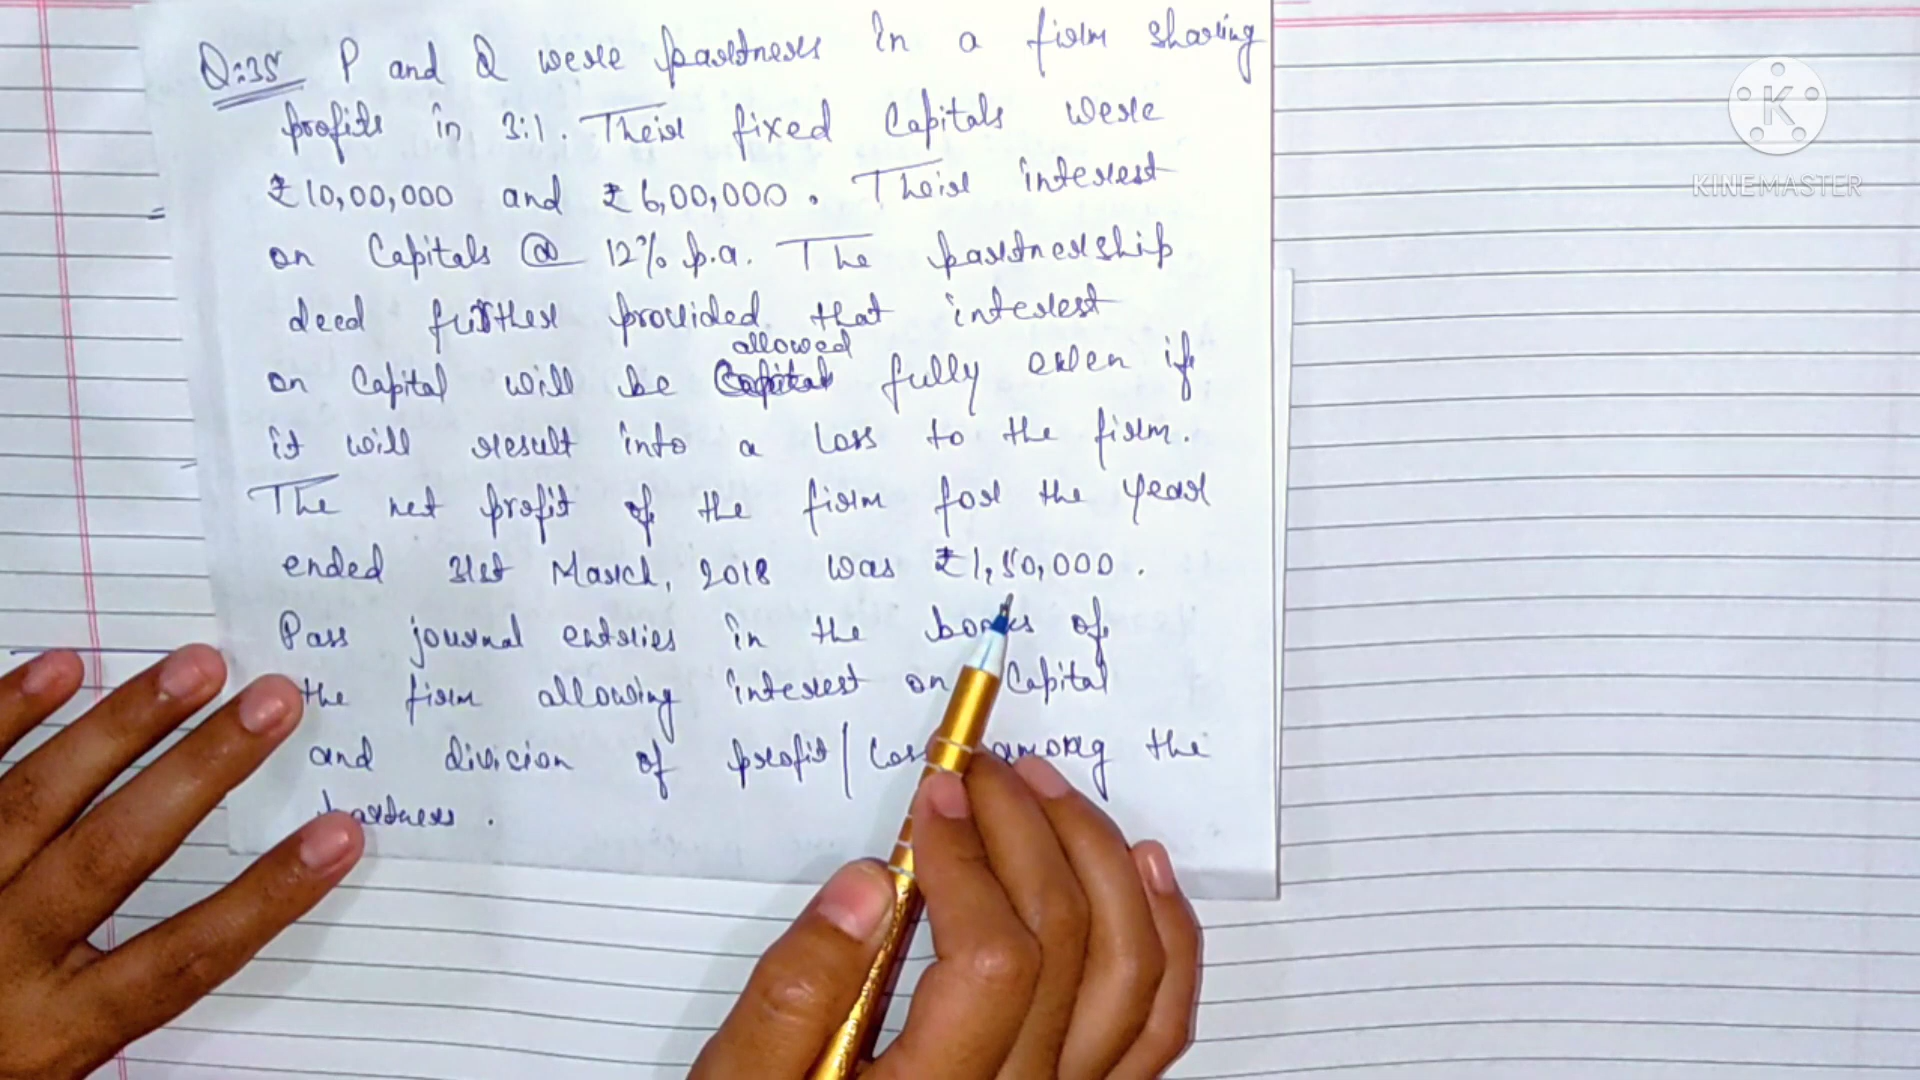 Q:35 P and Q were partners in a firm sharing
profits in 3:1. Their fixed Capitals were
₹10,00,000 and ₹6,00,000. Their interest
on Capitals @ 12% p.a. The partnership
deed further provided that interest
allowed
on Capital will be Capital fully even if
it will result into a loss to the firm.
The net profit of the firm for the year
ended 31st March, 2018 was ₹1,50,000.
Pass journal entries in the books of
the firm allowing interest on Capital
and division of profit/loss among the
partners.
K
KINEMASTER